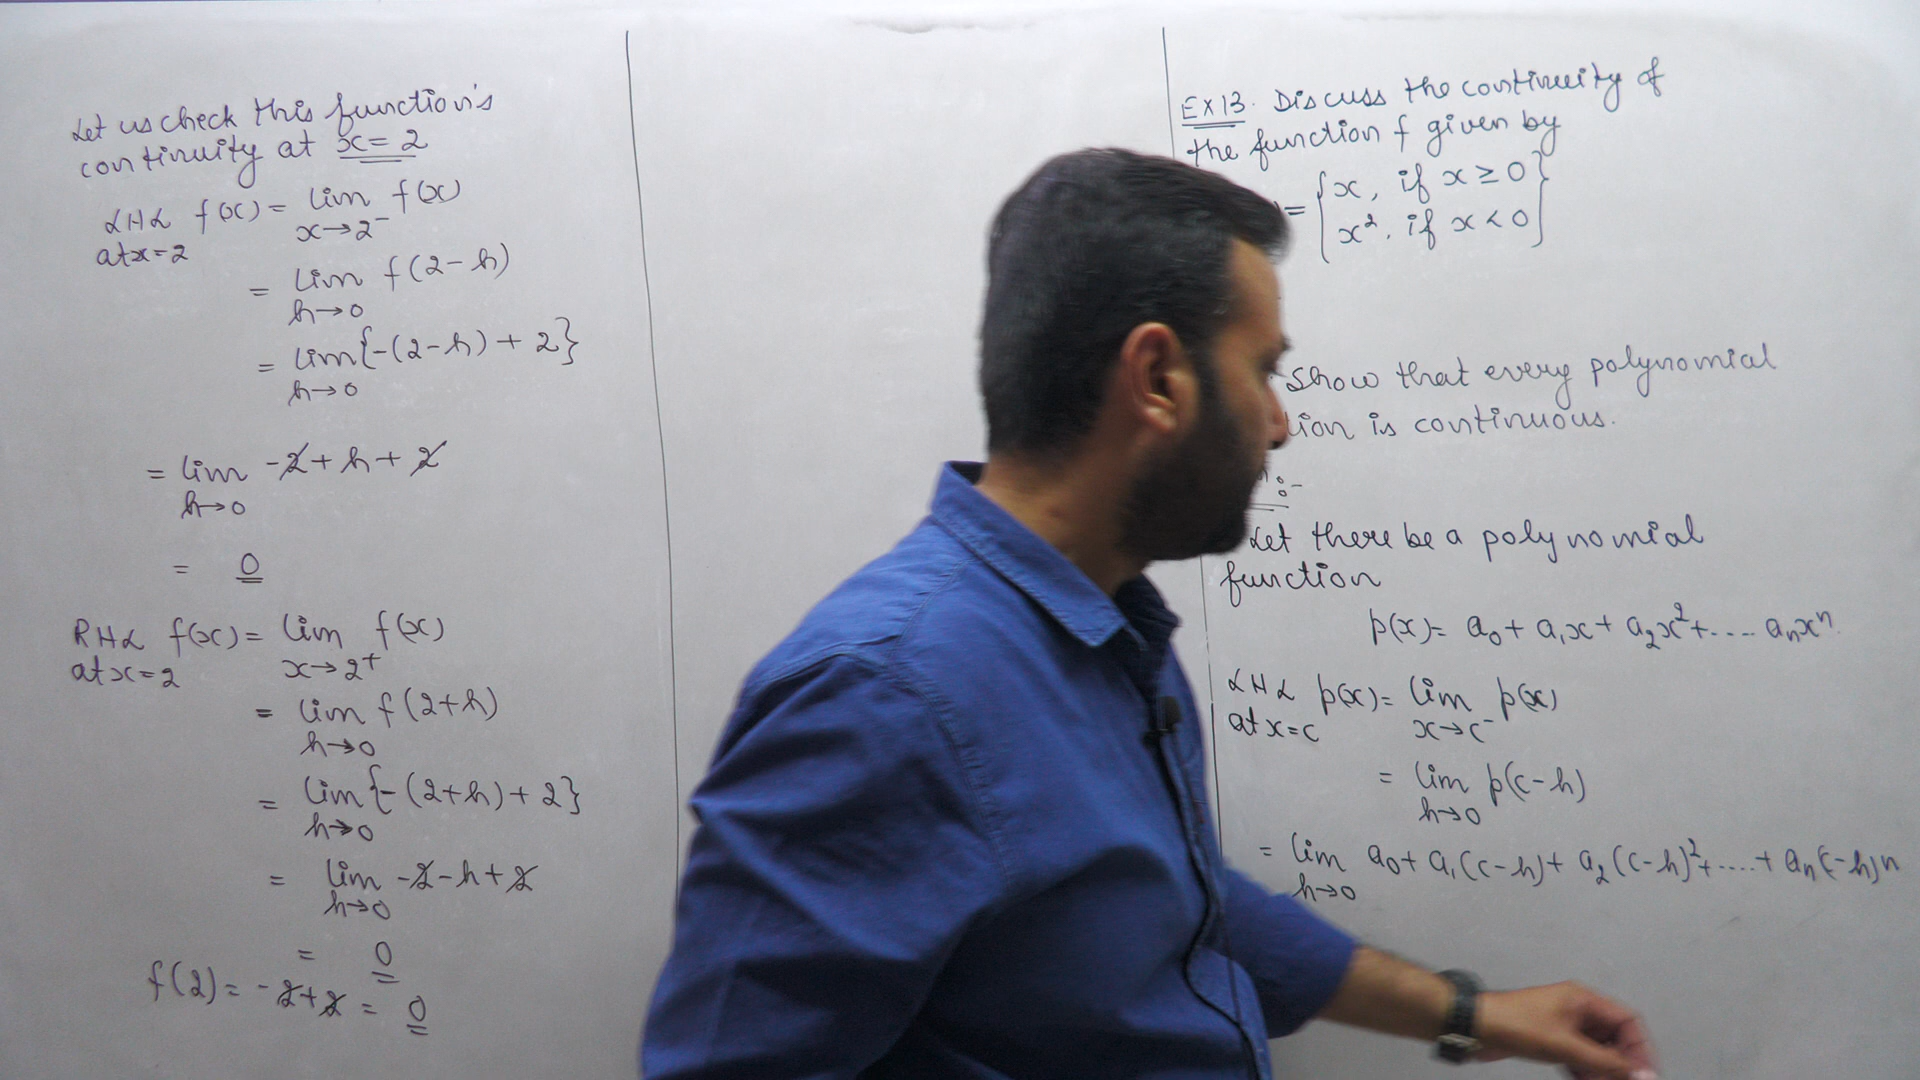 Let us check this function's
continuity at x = 2
LHL f(x) = lim f(x)
at x = 2 x→2⁻
= lim f(2-h)
h→0
= lim {-(2-h) + 2}
h→0
= lim -2 + h + 2
h→0
= 0
RHL f(x) = lim f(x)
at x = 2 x→2⁺
= lim f(2+h)
h→0
= lim {-(2+h) + 2}
h→0
= lim -2 - h + 2
h→0
= 0
f(2) = -2+2 = 0
EX 13. Discuss the continuity of
the function f given by
= {x, if x ≥ 0
x², if x < 0}
Show that every polynomial
tion is continuous.
:-
Let there be a polynomial
function
p(x) = a₀ + a₁x + a₂x² + .... aₙxⁿ
LHL p(x) = lim p(x)
at x = c x→c⁻
= lim p(c-h)
h→0
= lim a₀ + a₁(c-h) + a₂(c-h)² + .... + aₙ(c-h)ⁿ
h→0